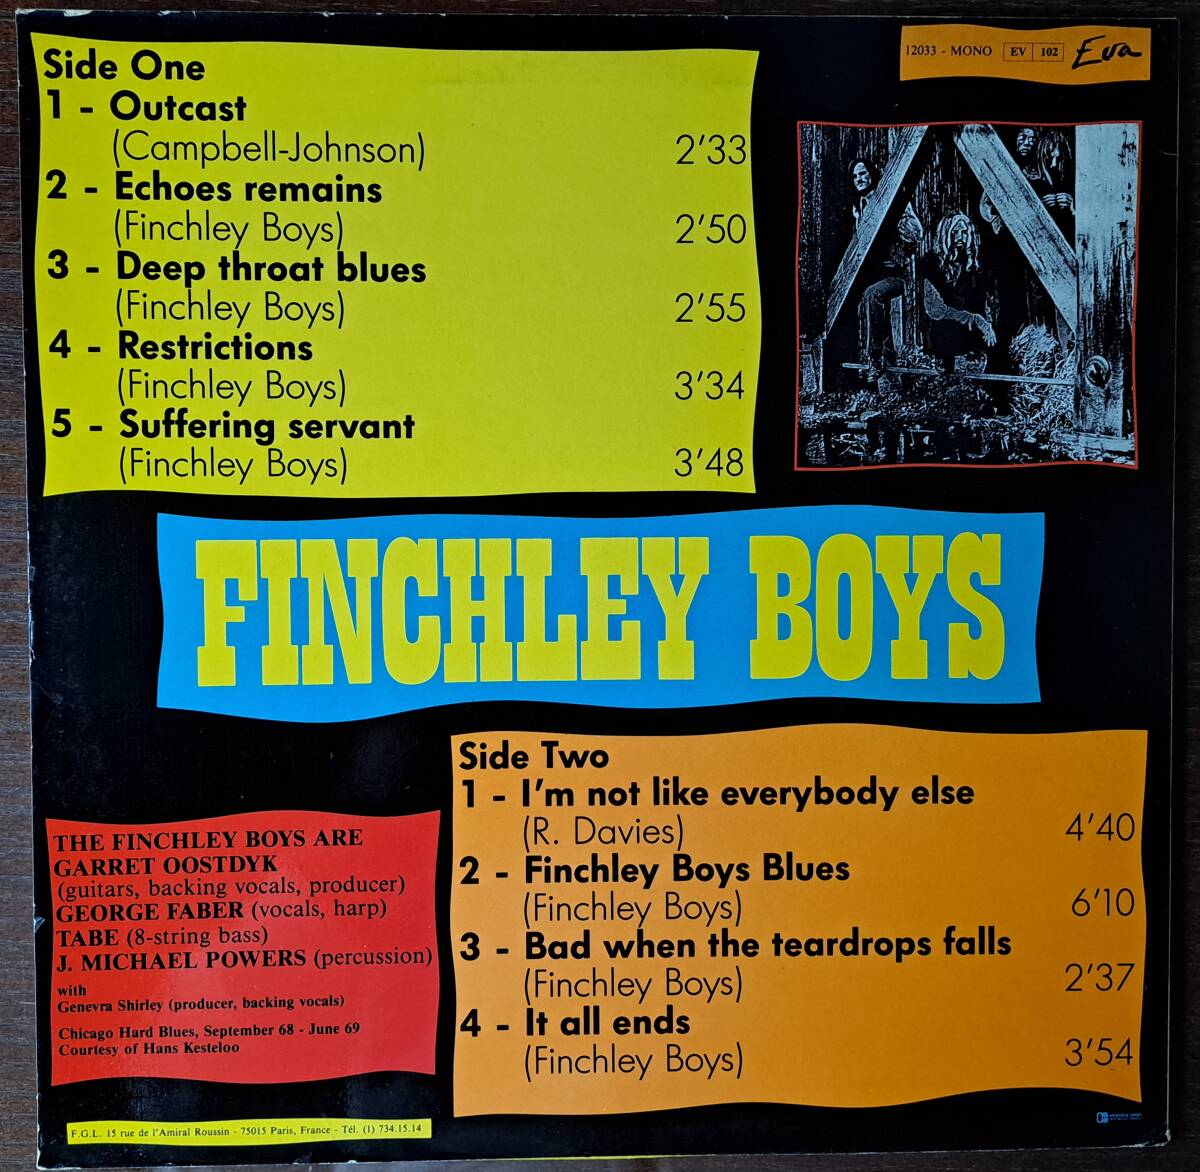 12033 - MONO EV 102 Eva
Side One
1 - Outcast
(Campbell-Johnson) 2'33
2 - Echoes remains
(Finchley Boys) 2'50
3 - Deep throat blues
(Finchley Boys) 2'55
4 - Restrictions
(Finchley Boys) 3'34
5 - Suffering servant
(Finchley Boys) 3'48
FINCHLEY BOYS
Side Two
1 - I'm not like everybody else
(R. Davies) 4'40
2 - Finchley Boys Blues
(Finchley Boys) 6'10
3 - Bad when the teardrops falls
(Finchley Boys) 2'37
4 - It all ends
(Finchley Boys) 3'54
THE FINCHLEY BOYS ARE
GARRET OOSTDYK
(guitars, backing vocals, producer)
GEORGE FABER (vocals, harp)
TABE (8-string bass)
J. MICHAEL POWERS (percussion)
with
Genevra Shirley (producer, backing vocals)
Chicago Hard Blues, September 68 - June 69
Courtesy of Hans Kesteloo
F.G.L. 15 rue de l'Amiral Roussin - 75015 Paris, France - Tél. (1) 734.15.14